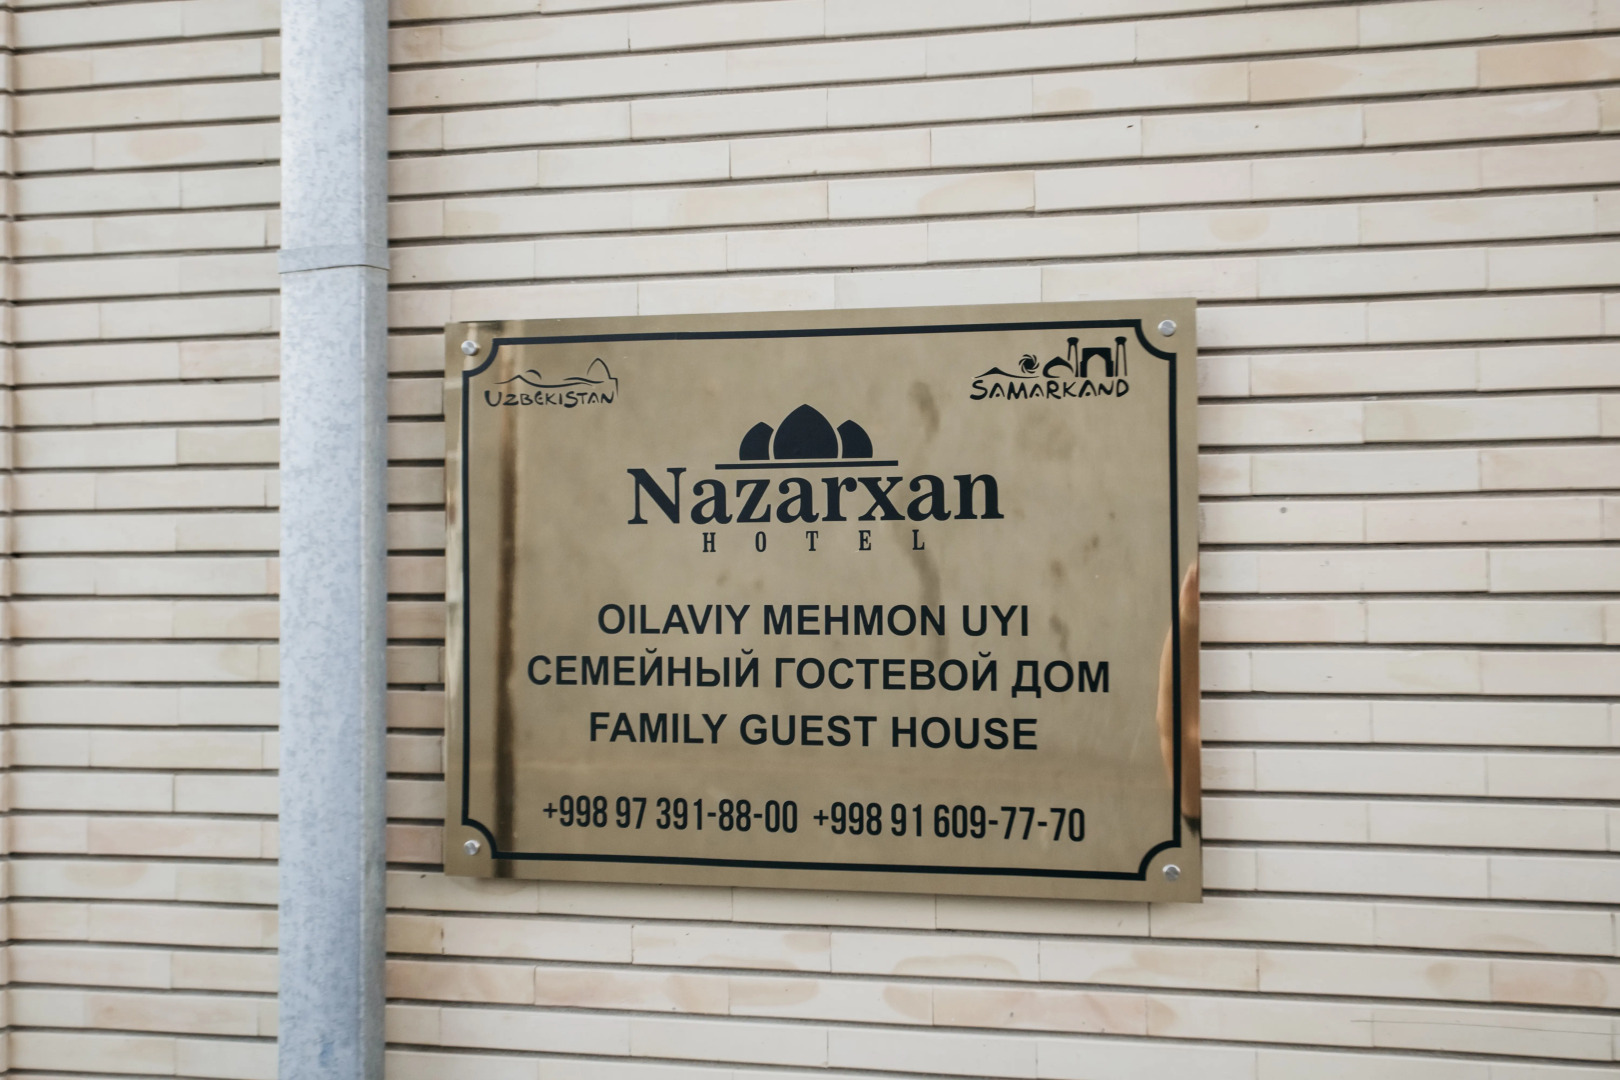 UZBEKISTAN
SAMARKAND
Nazarxan
HOTEL
OILAVIY MEHMON UYI
СЕМЕЙНЫЙ ГОСТЕВОЙ ДОМ
FAMILY GUEST HOUSE
+998 97 391-88-00 +998 91 609-77-70